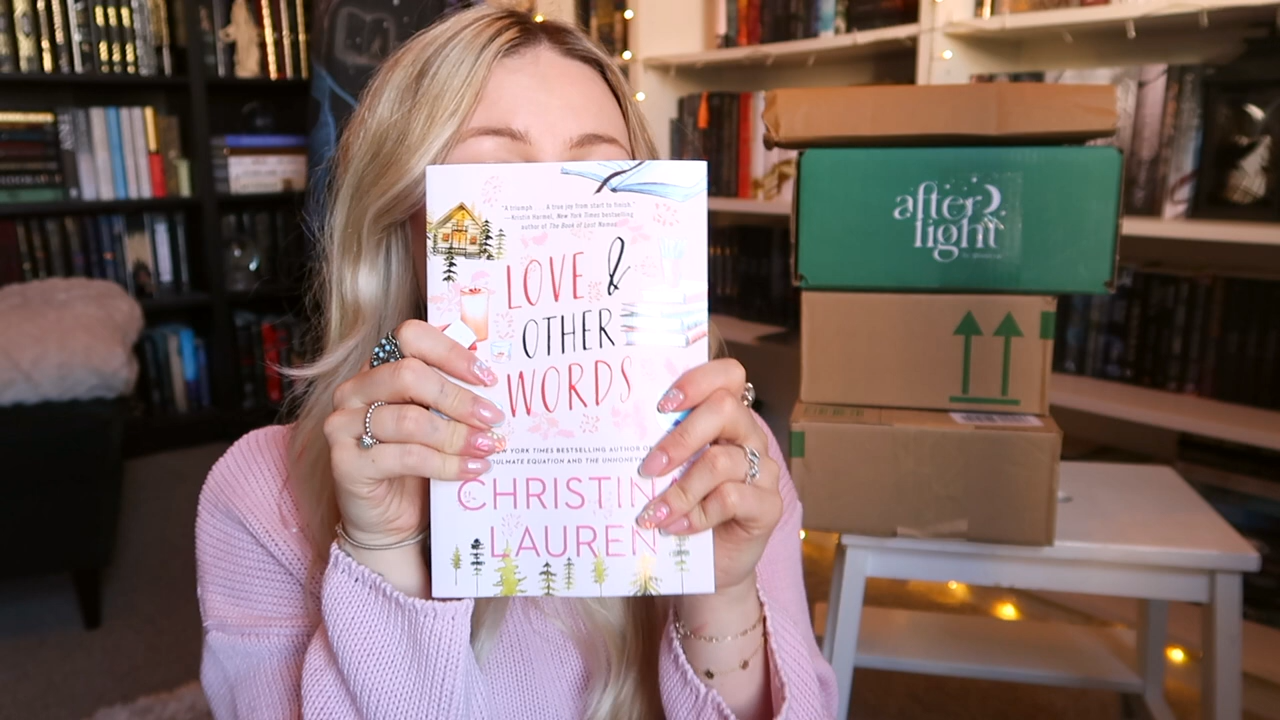 "A triumph . . . A true joy from start to finish."
—Kristin Harmel, New York Times bestselling
author of The Book of Lost Names
LOVE &
OTHER
WORDS
YORK TIMES BESTSELLING AUTHOR OF
SOULMATE EQUATION AND THE UNHONEYM
CHRISTIN
LAUREN
after
light